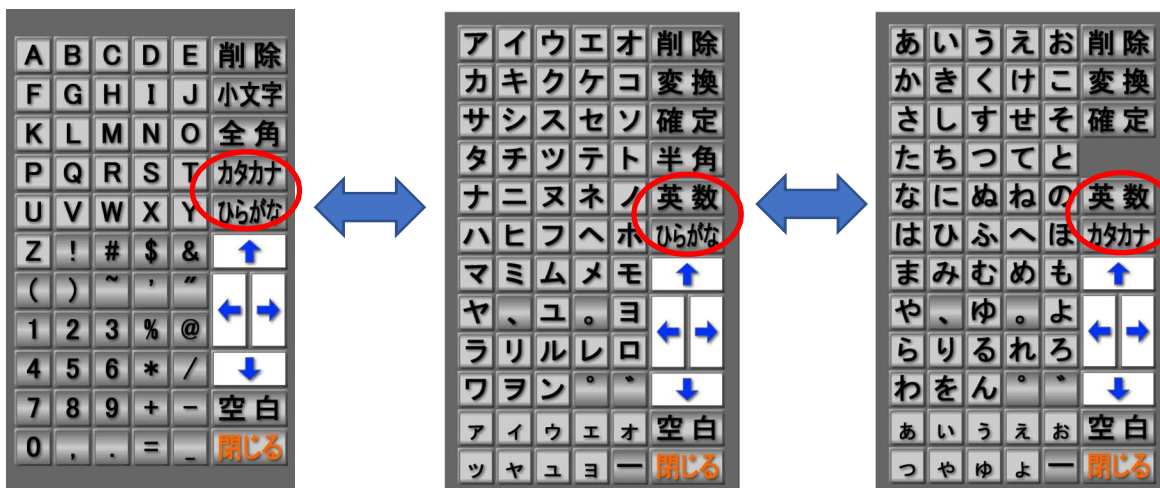 A B C D E 削除
F G H I J 小文字
K L M N O 全角
P Q R S T カタカナ
U V W X Y ひらがな
Z ! # $ &
( ) ~ ' "
1 2 3 % @
4 5 6 * /
7 8 9 + - 空白
0 , . = _ 閉じる
ア イ ウ エ オ 削除
カ キ ク ケ コ 変換
サ シ ス セ ソ 確定
タ チ ツ テ ト 半角
ナ ニ ヌ ネ ノ 英数
ハ ヒ フ ヘ ホ ひらがな
マ ミ ム メ モ
ヤ 、 ユ 。 ヨ
ラ リ ル レ ロ
ワ ヲ ン ゜ ゛
ァ ィ ゥ ェ ォ 空白
ッ ャ ュ ョ ー 閉じる
あ い う え お 削除
か き く け こ 変換
さ し す せ そ 確定
た ち つ て と
な に ぬ ね の 英数
は ひ ふ へ ほ カタカナ
ま み む め も
や 、 ゆ 。 よ
ら り る れ ろ
わ を ん ゜ ゛
ぁ ぃ ぅ ぇ ぉ 空白
っ ゃ ゅ ょ ー 閉じる